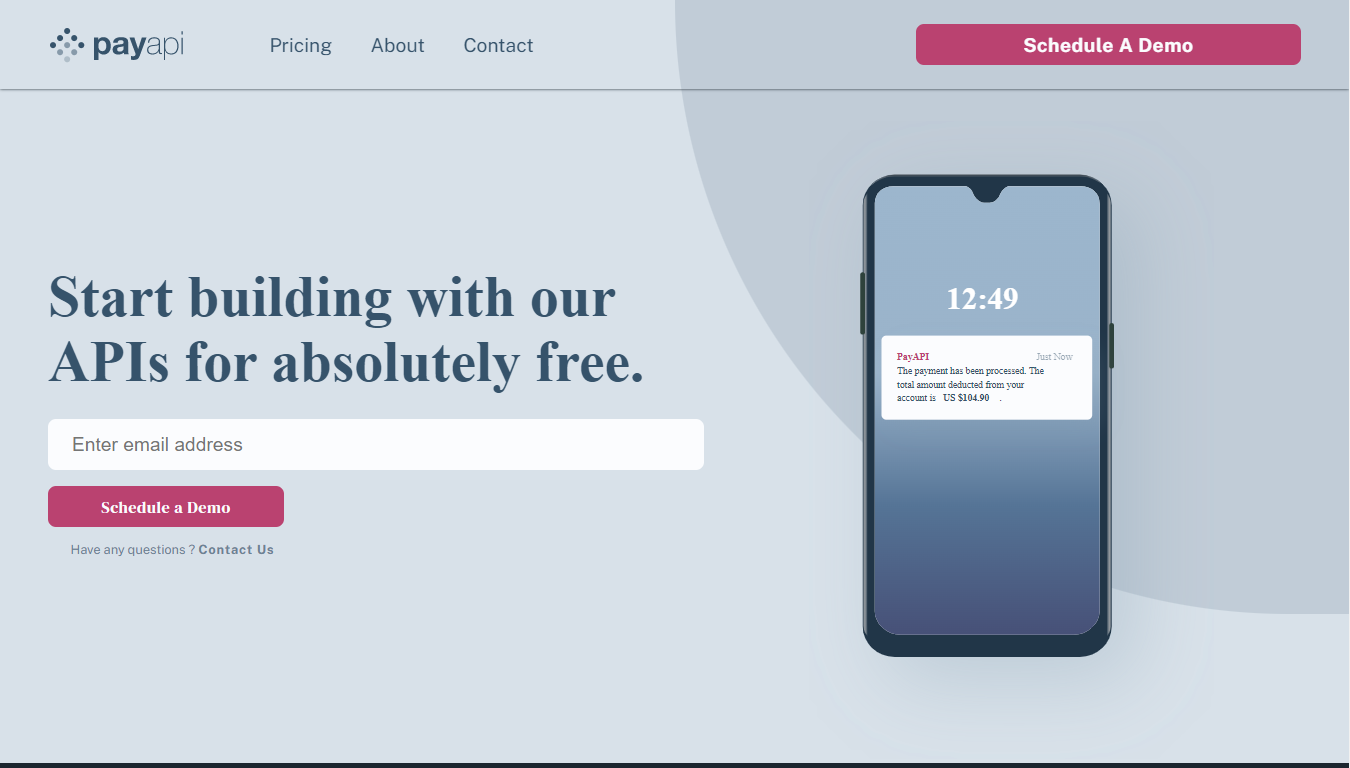 payapi
Pricing
About
Contact
Schedule A Demo
Start building with our
APIs for absolutely free.
Enter email address
Schedule a Demo
Have any questions ? Contact Us
12:49
PayAPI
Just Now
The payment has been processed. The
total amount deducted from your
account is US $104.90 .